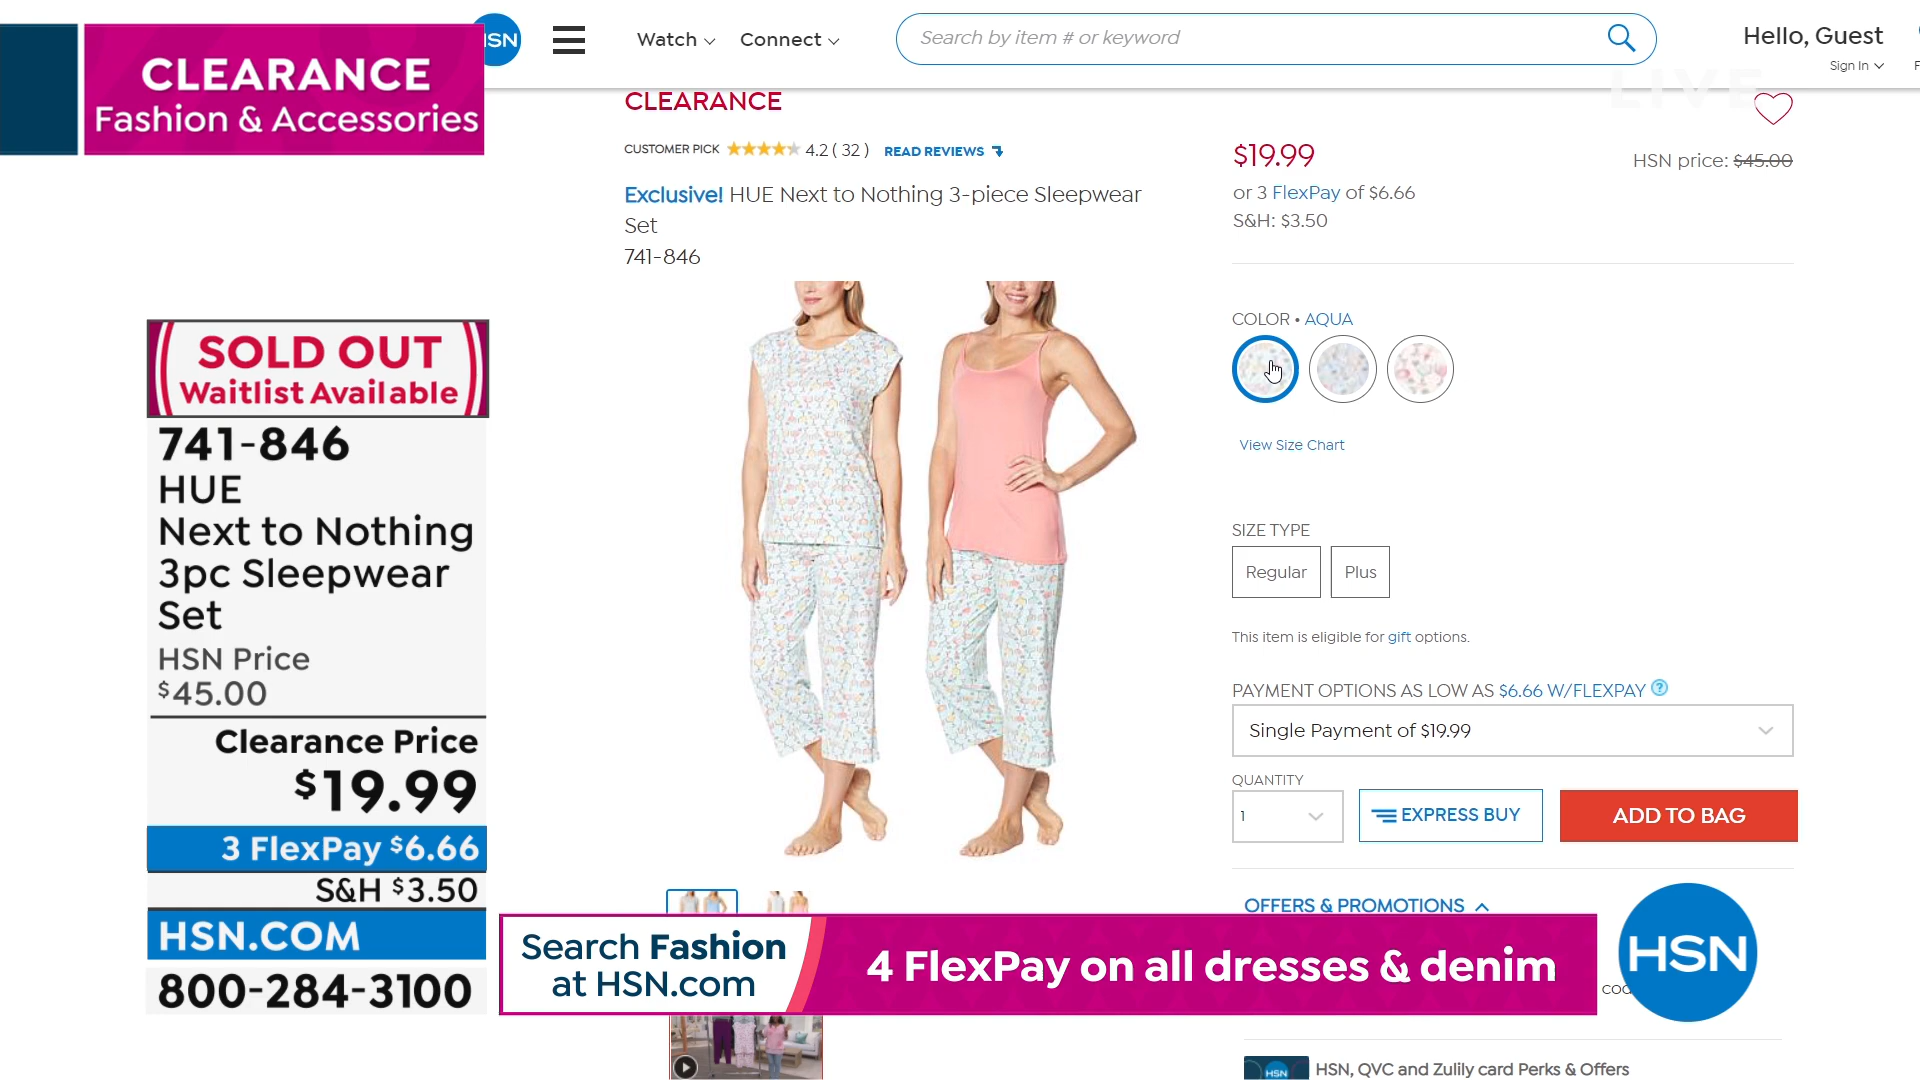 CLEARANCE
Fashion & Accessories
HSN
Watch
Connect
Search by item # or keyword
Hello, Guest
Sign In
LIVE
CLEARANCE
CUSTOMER PICK 4.2 ( 32 ) READ REVIEWS
Exclusive! HUE Next to Nothing 3-piece Sleepwear
Set
741-846
$19.99
HSN price: $45.00
or 3 FlexPay of $6.66
S&H: $3.50
COLOR • AQUA
View Size Chart
SIZE TYPE
Regular
Plus
This item is eligible for gift options.
PAYMENT OPTIONS AS LOW AS $6.66 W/FLEXPAY ?
Single Payment of $19.99
QUANTITY
1
EXPRESS BUY
ADD TO BAG
OFFERS & PROMOTIONS
HSN, QVC and Zulily card Perks & Offers
HSN
SOLD OUT
Waitlist Available
741-846
HUE
Next to Nothing
3pc Sleepwear
Set
HSN Price
$45.00
Clearance Price
$19.99
3 FlexPay $6.66
S&H $3.50
HSN.COM
800-284-3100
Search Fashion
at HSN.com
4 FlexPay on all dresses & denim
HSN